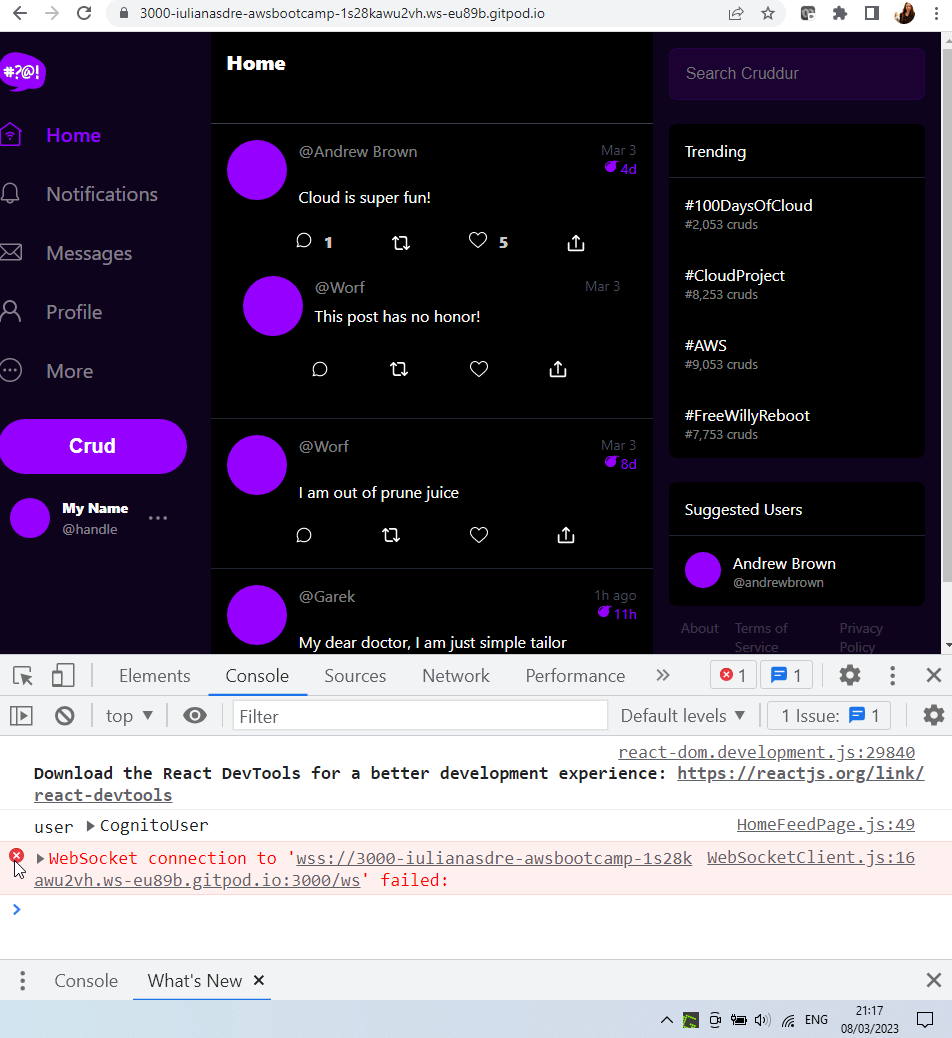 3000-iulianasdre-awsbootcamp-1s28kawu2vh.ws-eu89b.gitpod.io
#?@!
Home
Notifications
Messages
Profile
More
Crud
My Name
@handle
Home
@Andrew Brown
Mar 3
4d
Cloud is super fun!
1
5
@Worf
Mar 3
This post has no honor!
@Worf
Mar 3
8d
I am out of prune juice
@Garek
1h ago
11h
My dear doctor, I am just simple tailor
Search Cruddur
Trending
#100DaysOfCloud
#2,053 cruds
#CloudProject
#8,253 cruds
#AWS
#9,053 cruds
#FreeWillyReboot
#7,753 cruds
Suggested Users
Andrew Brown
@andrewbrown
About
Terms of
Service
Privacy
Policy
Elements Console Sources Network Performance 1 1
top Filter Default levels 1 Issue: 1
react-dom.development.js:29840
Download the React DevTools for a better development experience: https://reactjs.org/link/
react-devtools
user CognitoUser HomeFeedPage.js:49
WebSocket connection to 'wss://3000-iulianasdre-awsbootcamp-1s28k WebSocketClient.js:16
awu2vh.ws-eu89b.gitpod.io:3000/ws' failed:
Console What's New
ENG
21:17
08/03/2023